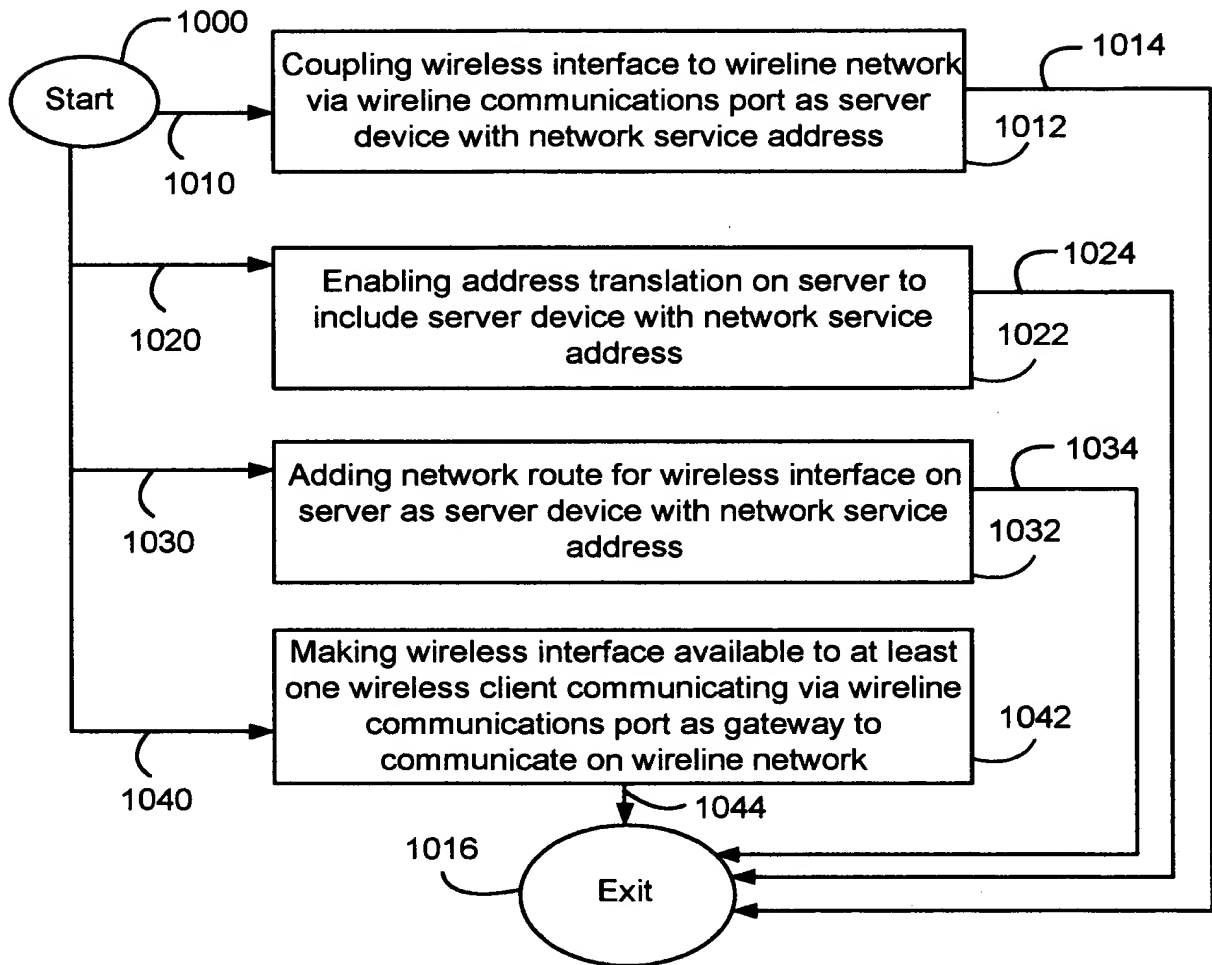 1000
Start
Coupling wireless interface to wireline network
via wireline communications port as server
device with network service address
1014
1012
1010
Enabling address translation on server to
include server device with network service
address
1024
1022
1020
Adding network route for wireless interface on
server as server device with network service
address
1034
1032
1030
Making wireless interface available to at least
one wireless client communicating via wireline
communications port as gateway to
communicate on wireline network
1042
1040
1044
1016
Exit